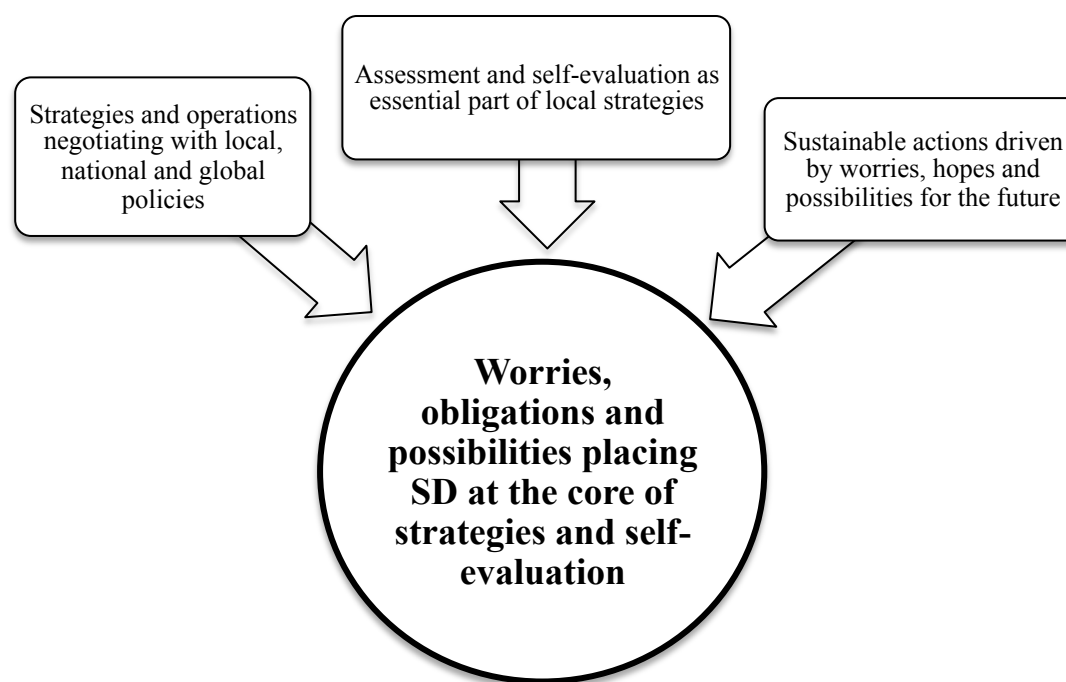 Strategies and operations
negotiating with local,
national and global
policies
Assessment and self-evaluation as
essential part of local strategies
Sustainable actions driven
by worries, hopes and
possibilities for the future
Worries,
obligations and
possibilities placing
SD at the core of
strategies and self-
evaluation